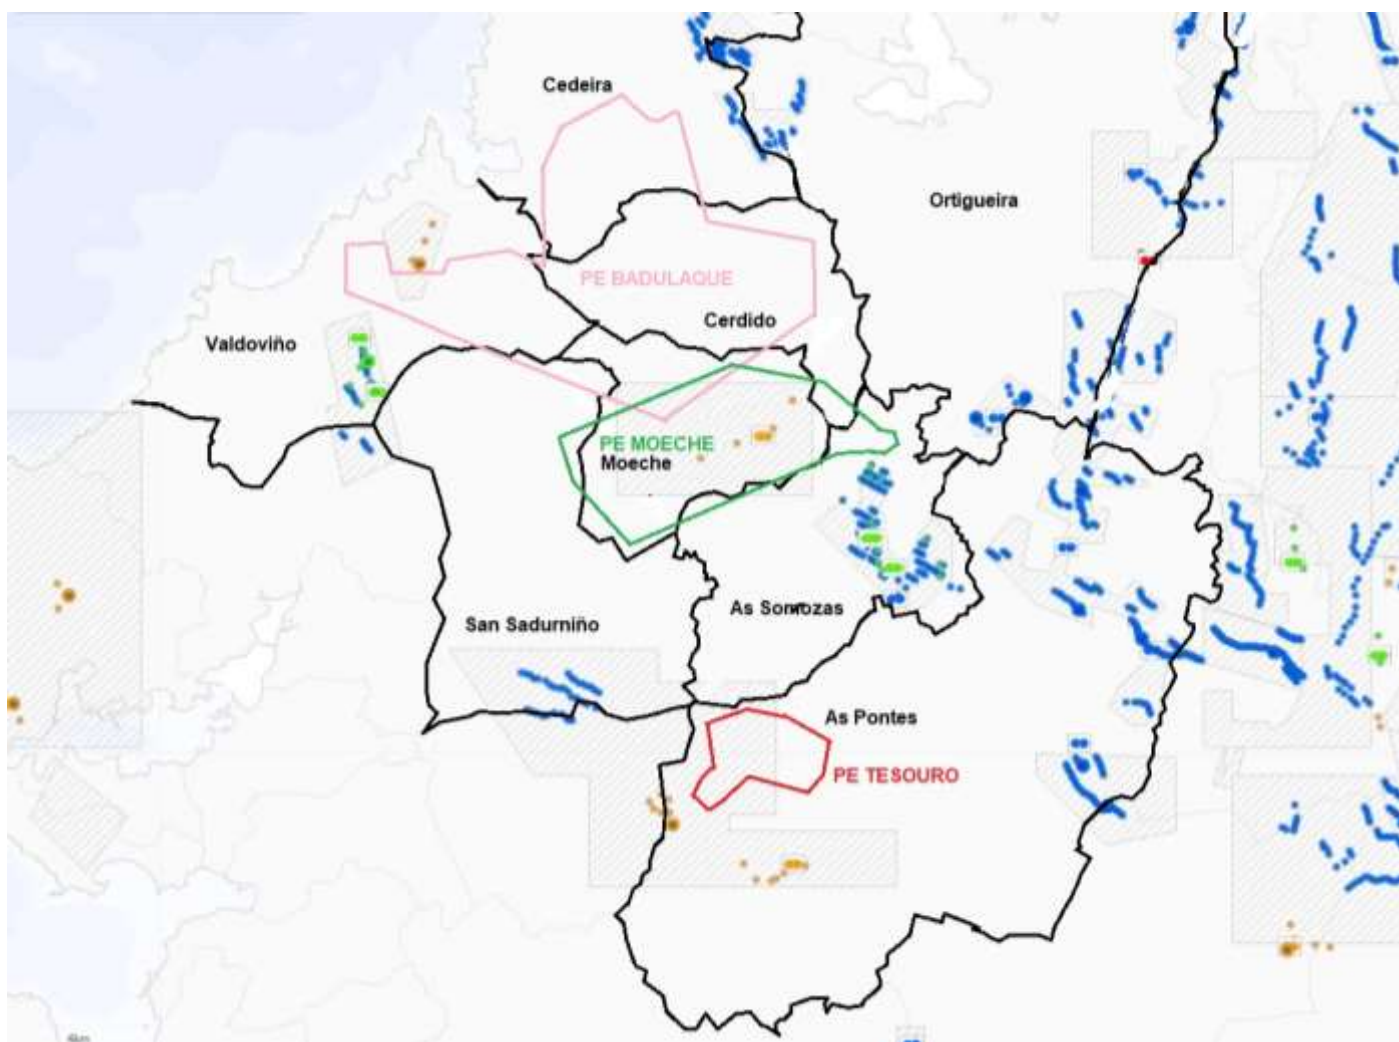 Cedeira
Ortigueira
PE BADULAQUE
Cerdido
Valdoviño
PE MOECHE
Moeche
As Somozas
San Sadurniño
As Pontes
PE TESOURO